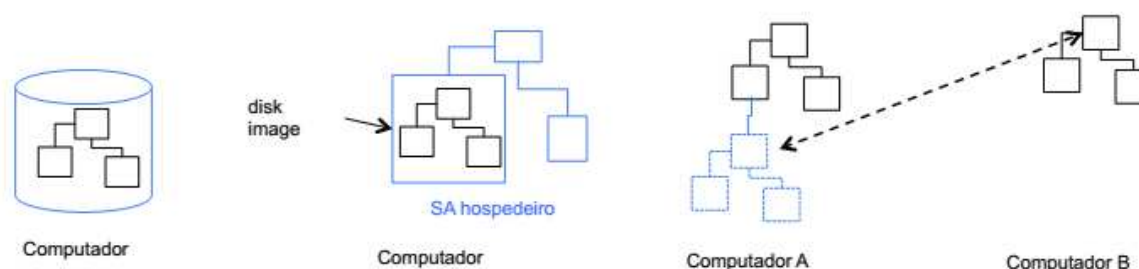 disk
image
SA hospedeiro
Computador
Computador
Computador A
Computador B